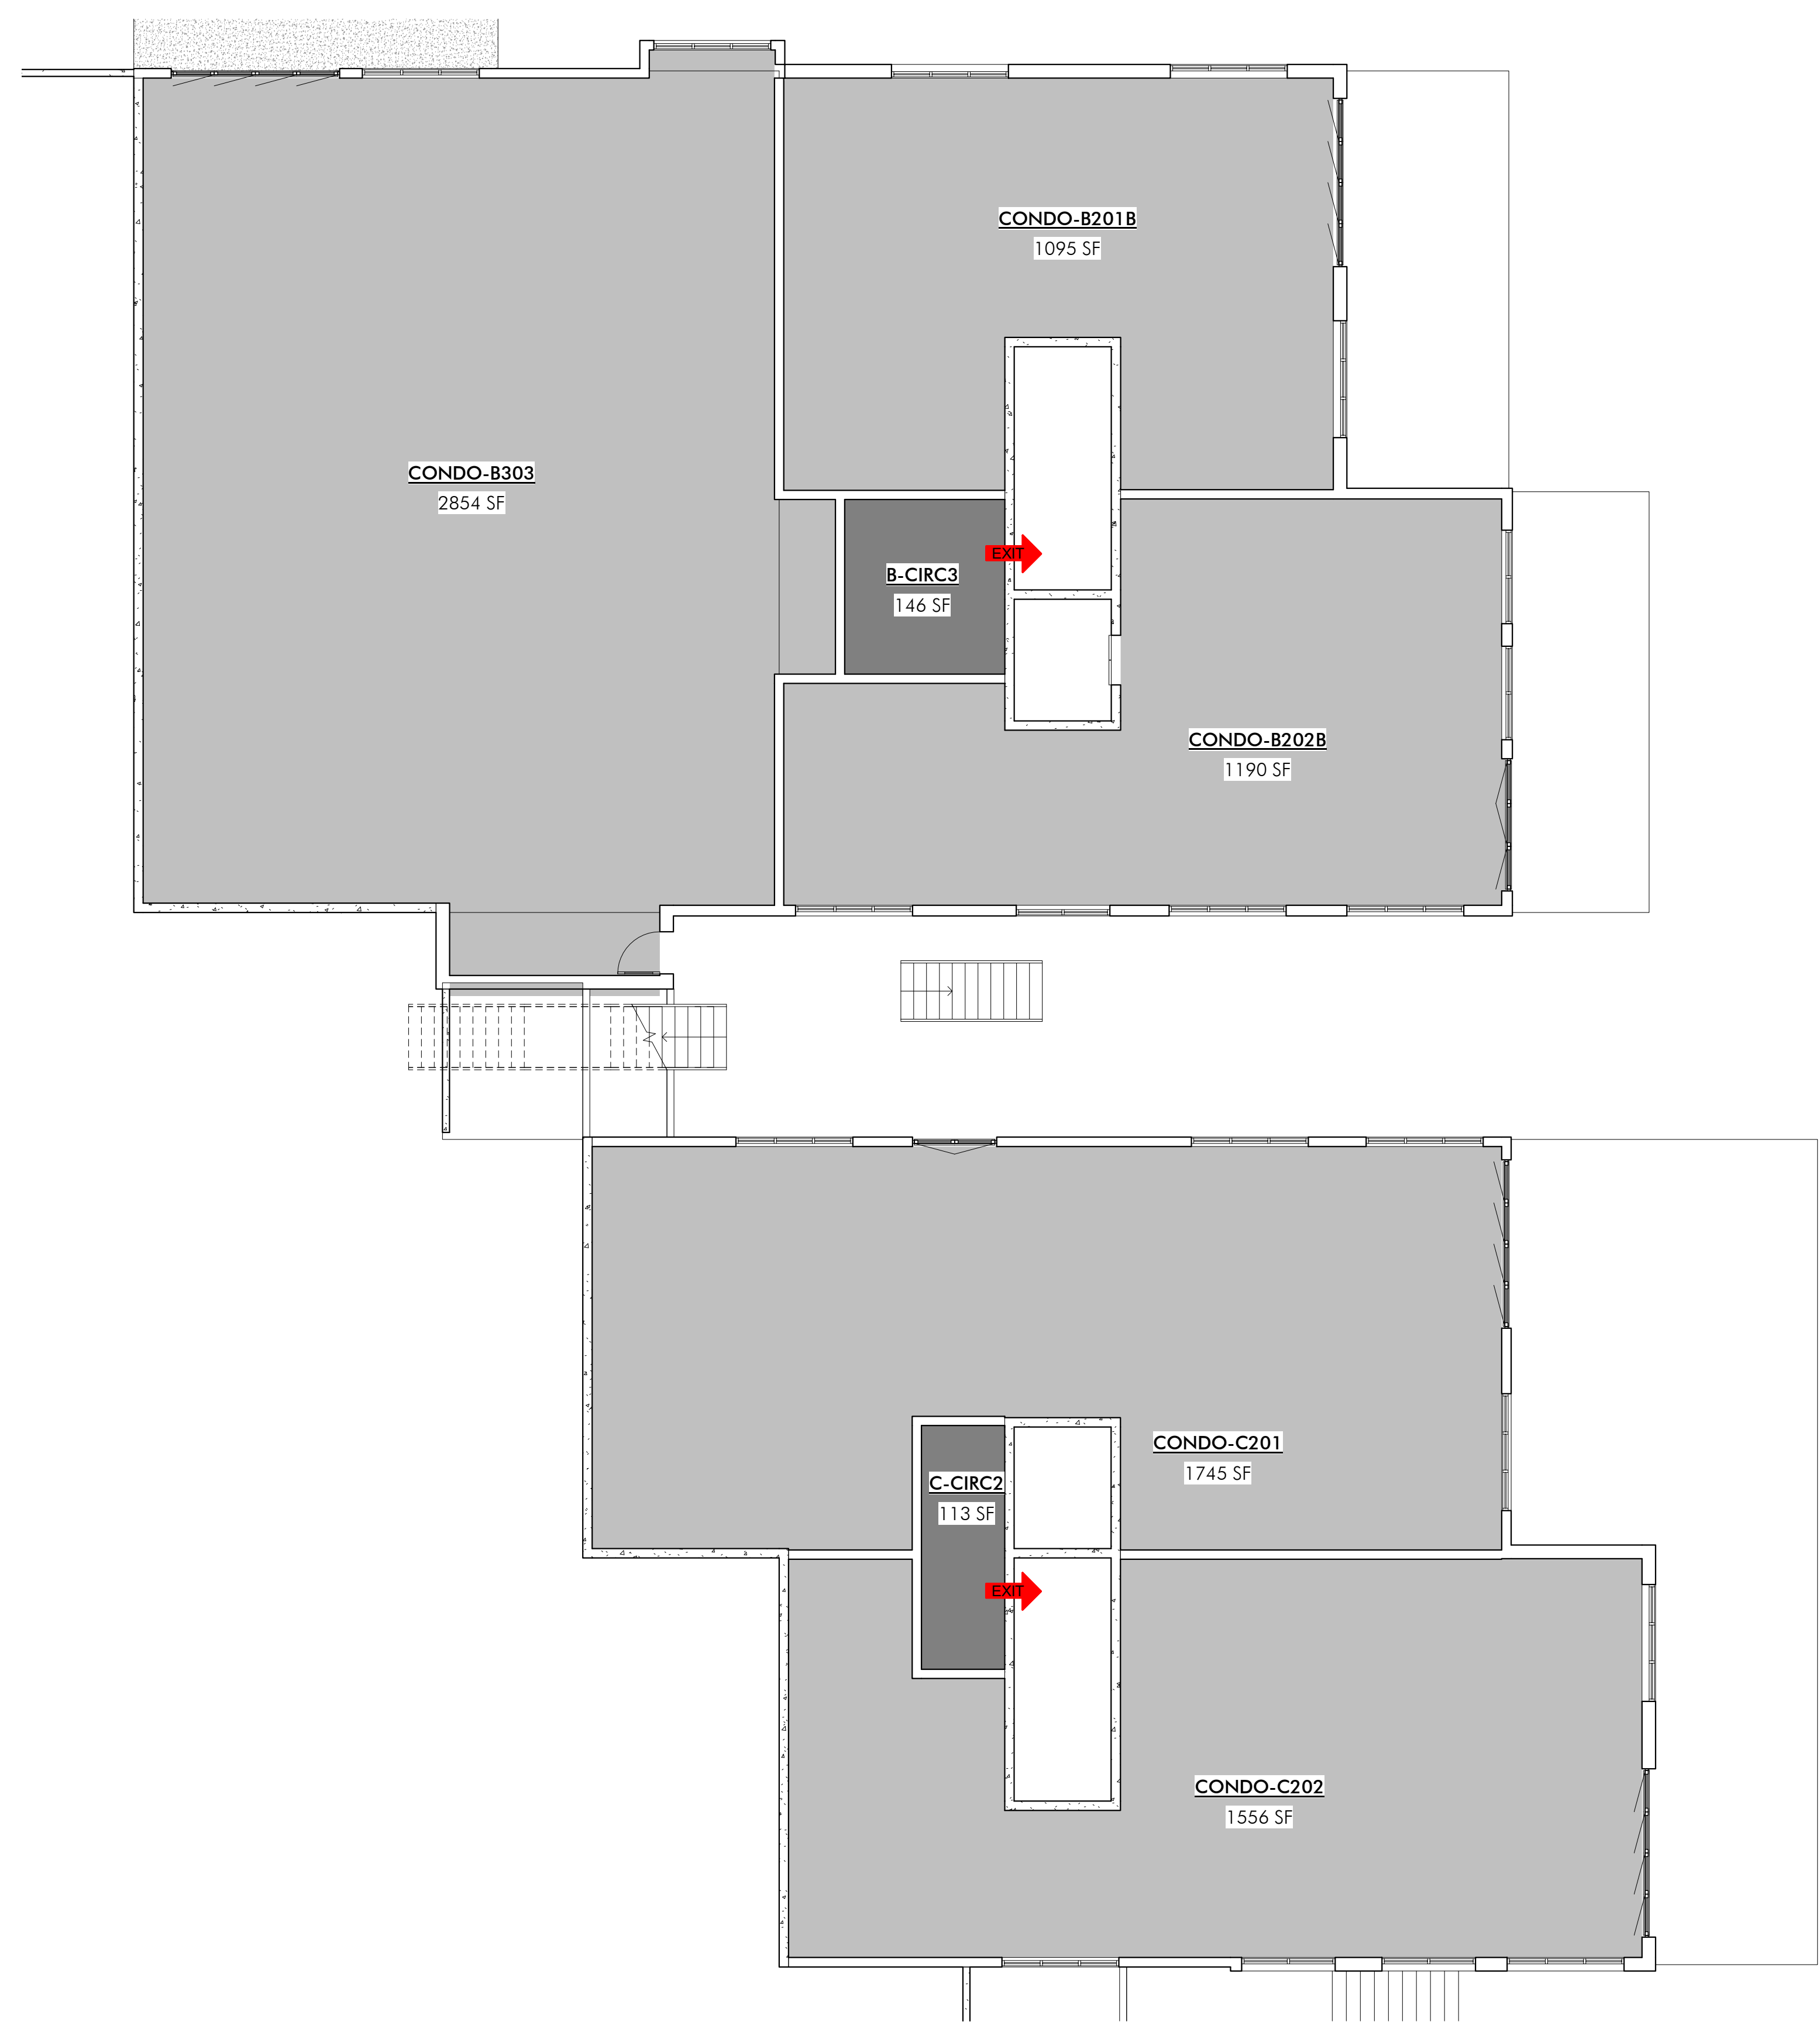 CONDO-B201B
1095 SF
CONDO-B303
2854 SF
EXIT
B-CIRC3
146 SF
CONDO-B202B
1190 SF
CONDO-C201
1745 SF
C-CIRC2
113 SF
EXIT
CONDO-C202
1556 SF